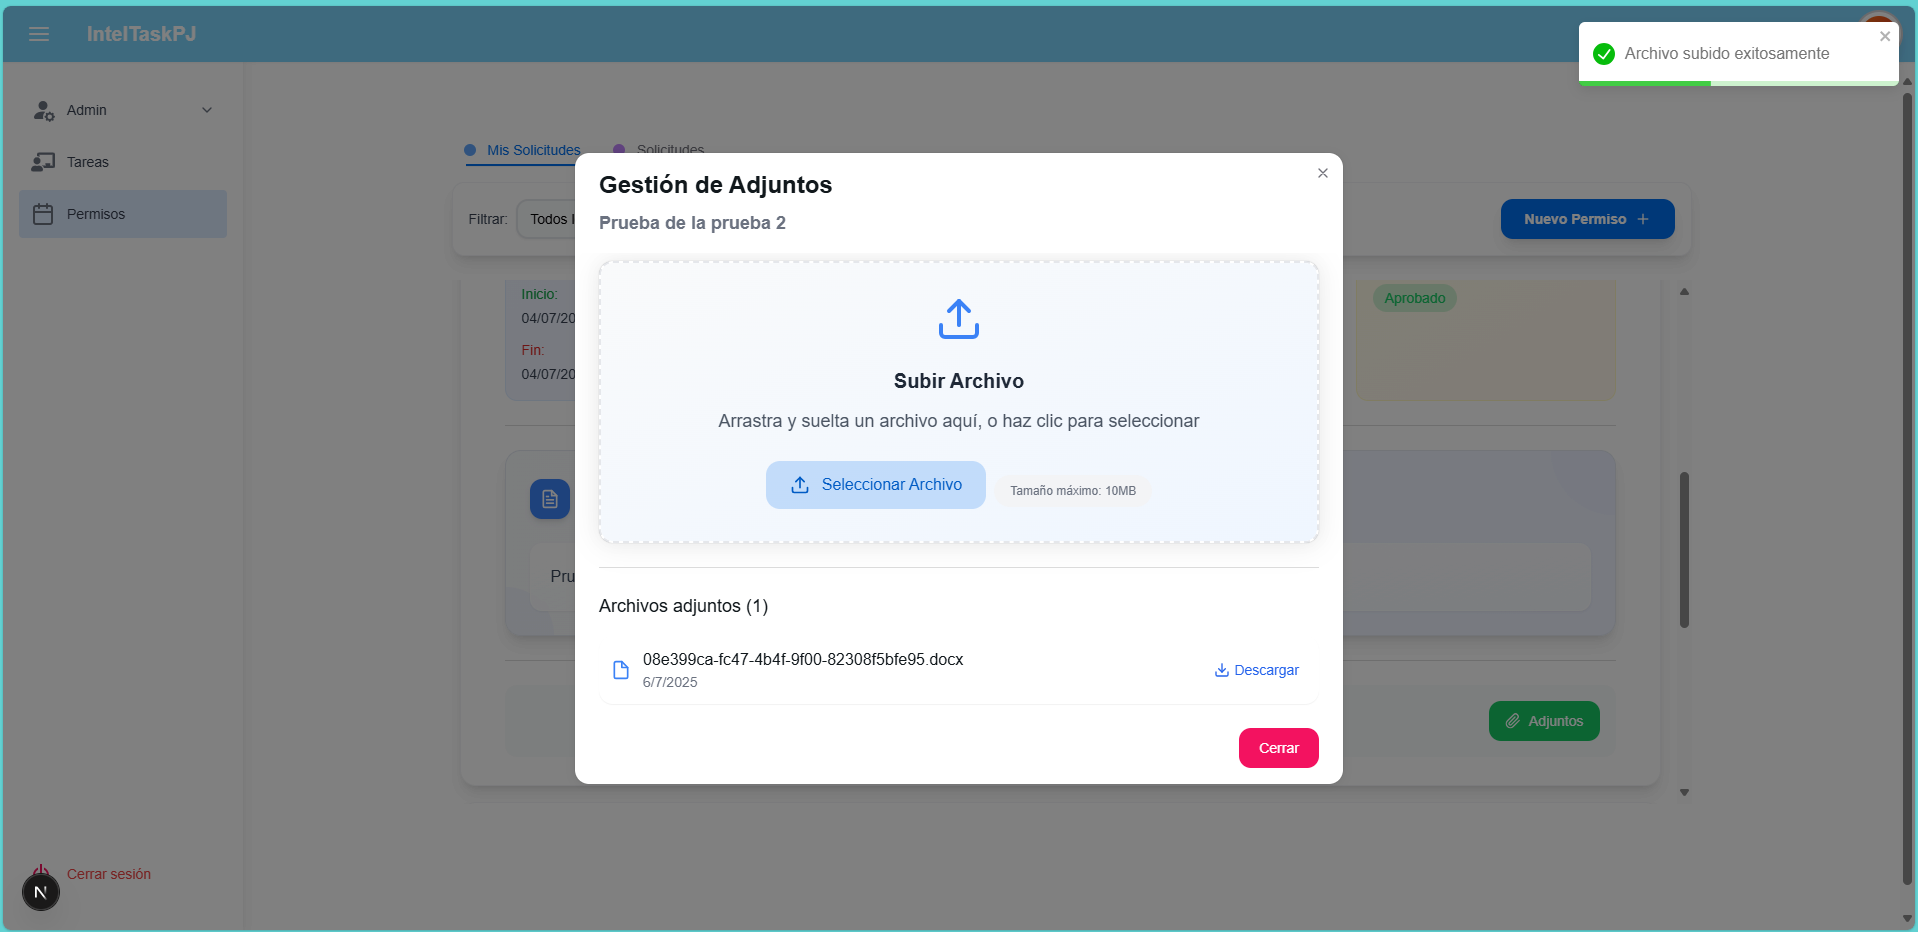 IntelTaskPJ
Archivo subido exitosamente
Admin
Tareas
Permisos
Mis Solicitudes
Solicitudes
Filtrar:
Todos
Nuevo Permiso
Inicio:
04/07/20
Fin:
04/07/20
Aprobado
Pru
Adjuntos
Gestión de Adjuntos
Prueba de la prueba 2
Subir Archivo
Arrastra y suelta un archivo aquí, o haz clic para seleccionar
Seleccionar Archivo
Tamaño máximo: 10MB
Archivos adjuntos (1)
08e399ca-fc47-4b4f-9f00-82308f5bfe95.docx
6/7/2025
Descargar
Cerrar
Cerrar sesión
N